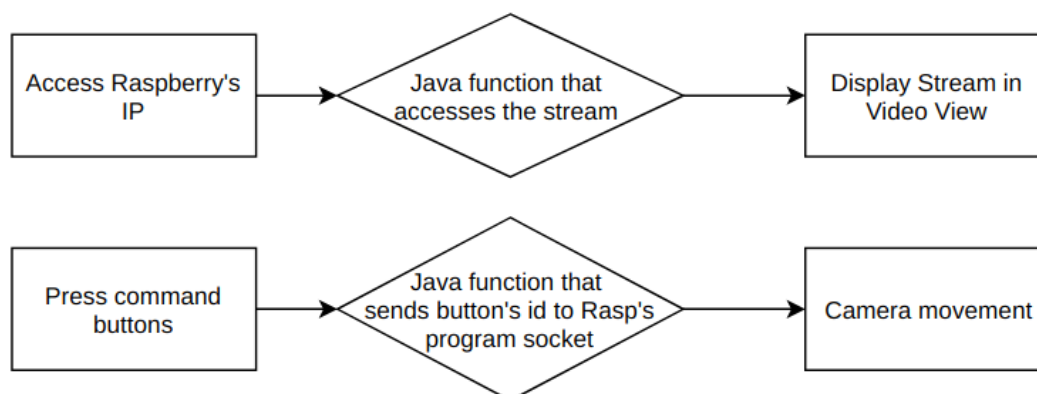 Access Raspberry's
IP
Java function that
accesses the stream
Display Stream in
Video View
Press command
buttons
Java function that
sends button's id to Rasp's
program socket
Camera movement